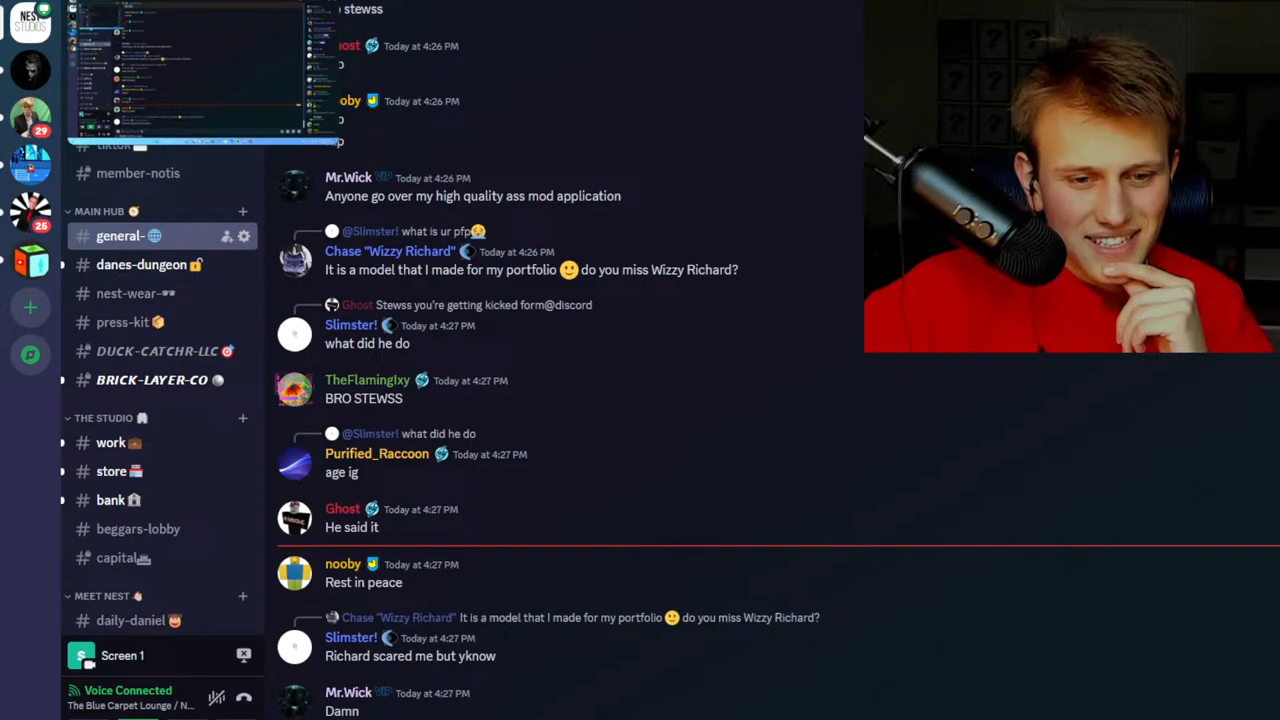 NEST
STUDIOS
stewss
ost Today at 4:26 PM
oby Today at 4:26 PM
29
tiktok
member-notis
Mr.Wick VIP Today at 4:26 PM
Anyone go over my high quality ass mod application
MAIN HUB
25
general-
@Slimster! what is ur pfp
Chase "Wizzy Richard" Today at 4:26 PM
It is a model that I made for my portfolio do you miss Wizzy Richard?
danes-dungeon
nest-wear-
press-kit
DUCK-CATCHR-LLC
BRICK-LAYER-CO
Ghost Stewss you're getting kicked form@discord
Slimster! Today at 4:27 PM
what did he do
TheFlamingIxy Today at 4:27 PM
BRO STEWSS
THE STUDIO
work
store
bank
beggars-lobby
capital
@Slimster! what did he do
Purified_Raccoon Today at 4:27 PM
age ig
Ghost Today at 4:27 PM
He said it
nooby Today at 4:27 PM
Rest in peace
MEET NEST
daily-daniel
Chase "Wizzy Richard" It is a model that I made for my portfolio do you miss Wizzy Richard?
Slimster! Today at 4:27 PM
Richard scared me but yknow
S Screen 1
Voice Connected
The Blue Carpet Lounge / N...
Mr.Wick VIP Today at 4:27 PM
Damn